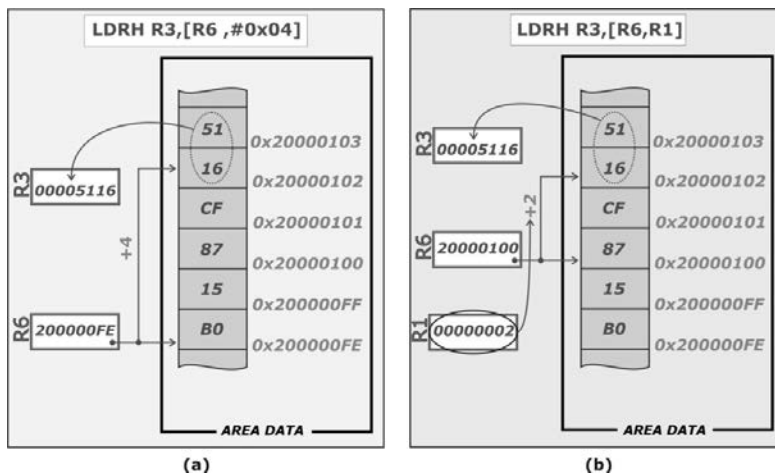 LDRH R3,[R6 ,#0x04]
51
0x20000103
R3
00005116
16
0x20000102
CF
0x20000101
+4
87
0x20000100
15
0x200000FF
R6
200000FE
B0
0x200000FE
AREA DATA
(a)
LDRH R3,[R6,R1]
51
R3
00005116
0x20000103
16
0x20000102
+2
CF
0x20000101
R6
20000100
87
0x20000100
15
0x200000FF
R1
00000002
B0
0x200000FE
AREA DATA
(b)